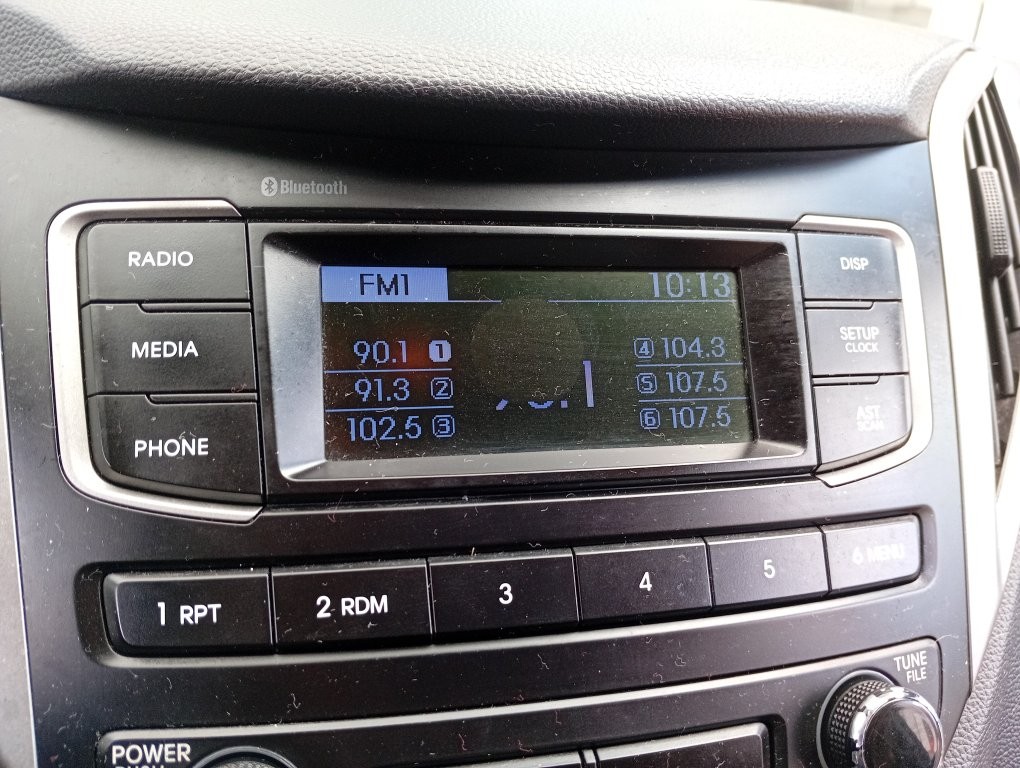 Bluetooth
RADIO
MEDIA
PHONE
FM1 10:13
90.1 1
91.3 2
102.5 3
4 104.3
5 107.5
6 107.5
DISP
SETUP
CLOCK
AST
SCAN
1 RPT
2 RDM
3
4
5
6 MENU
TUNE
FILE
POWER
PUSH